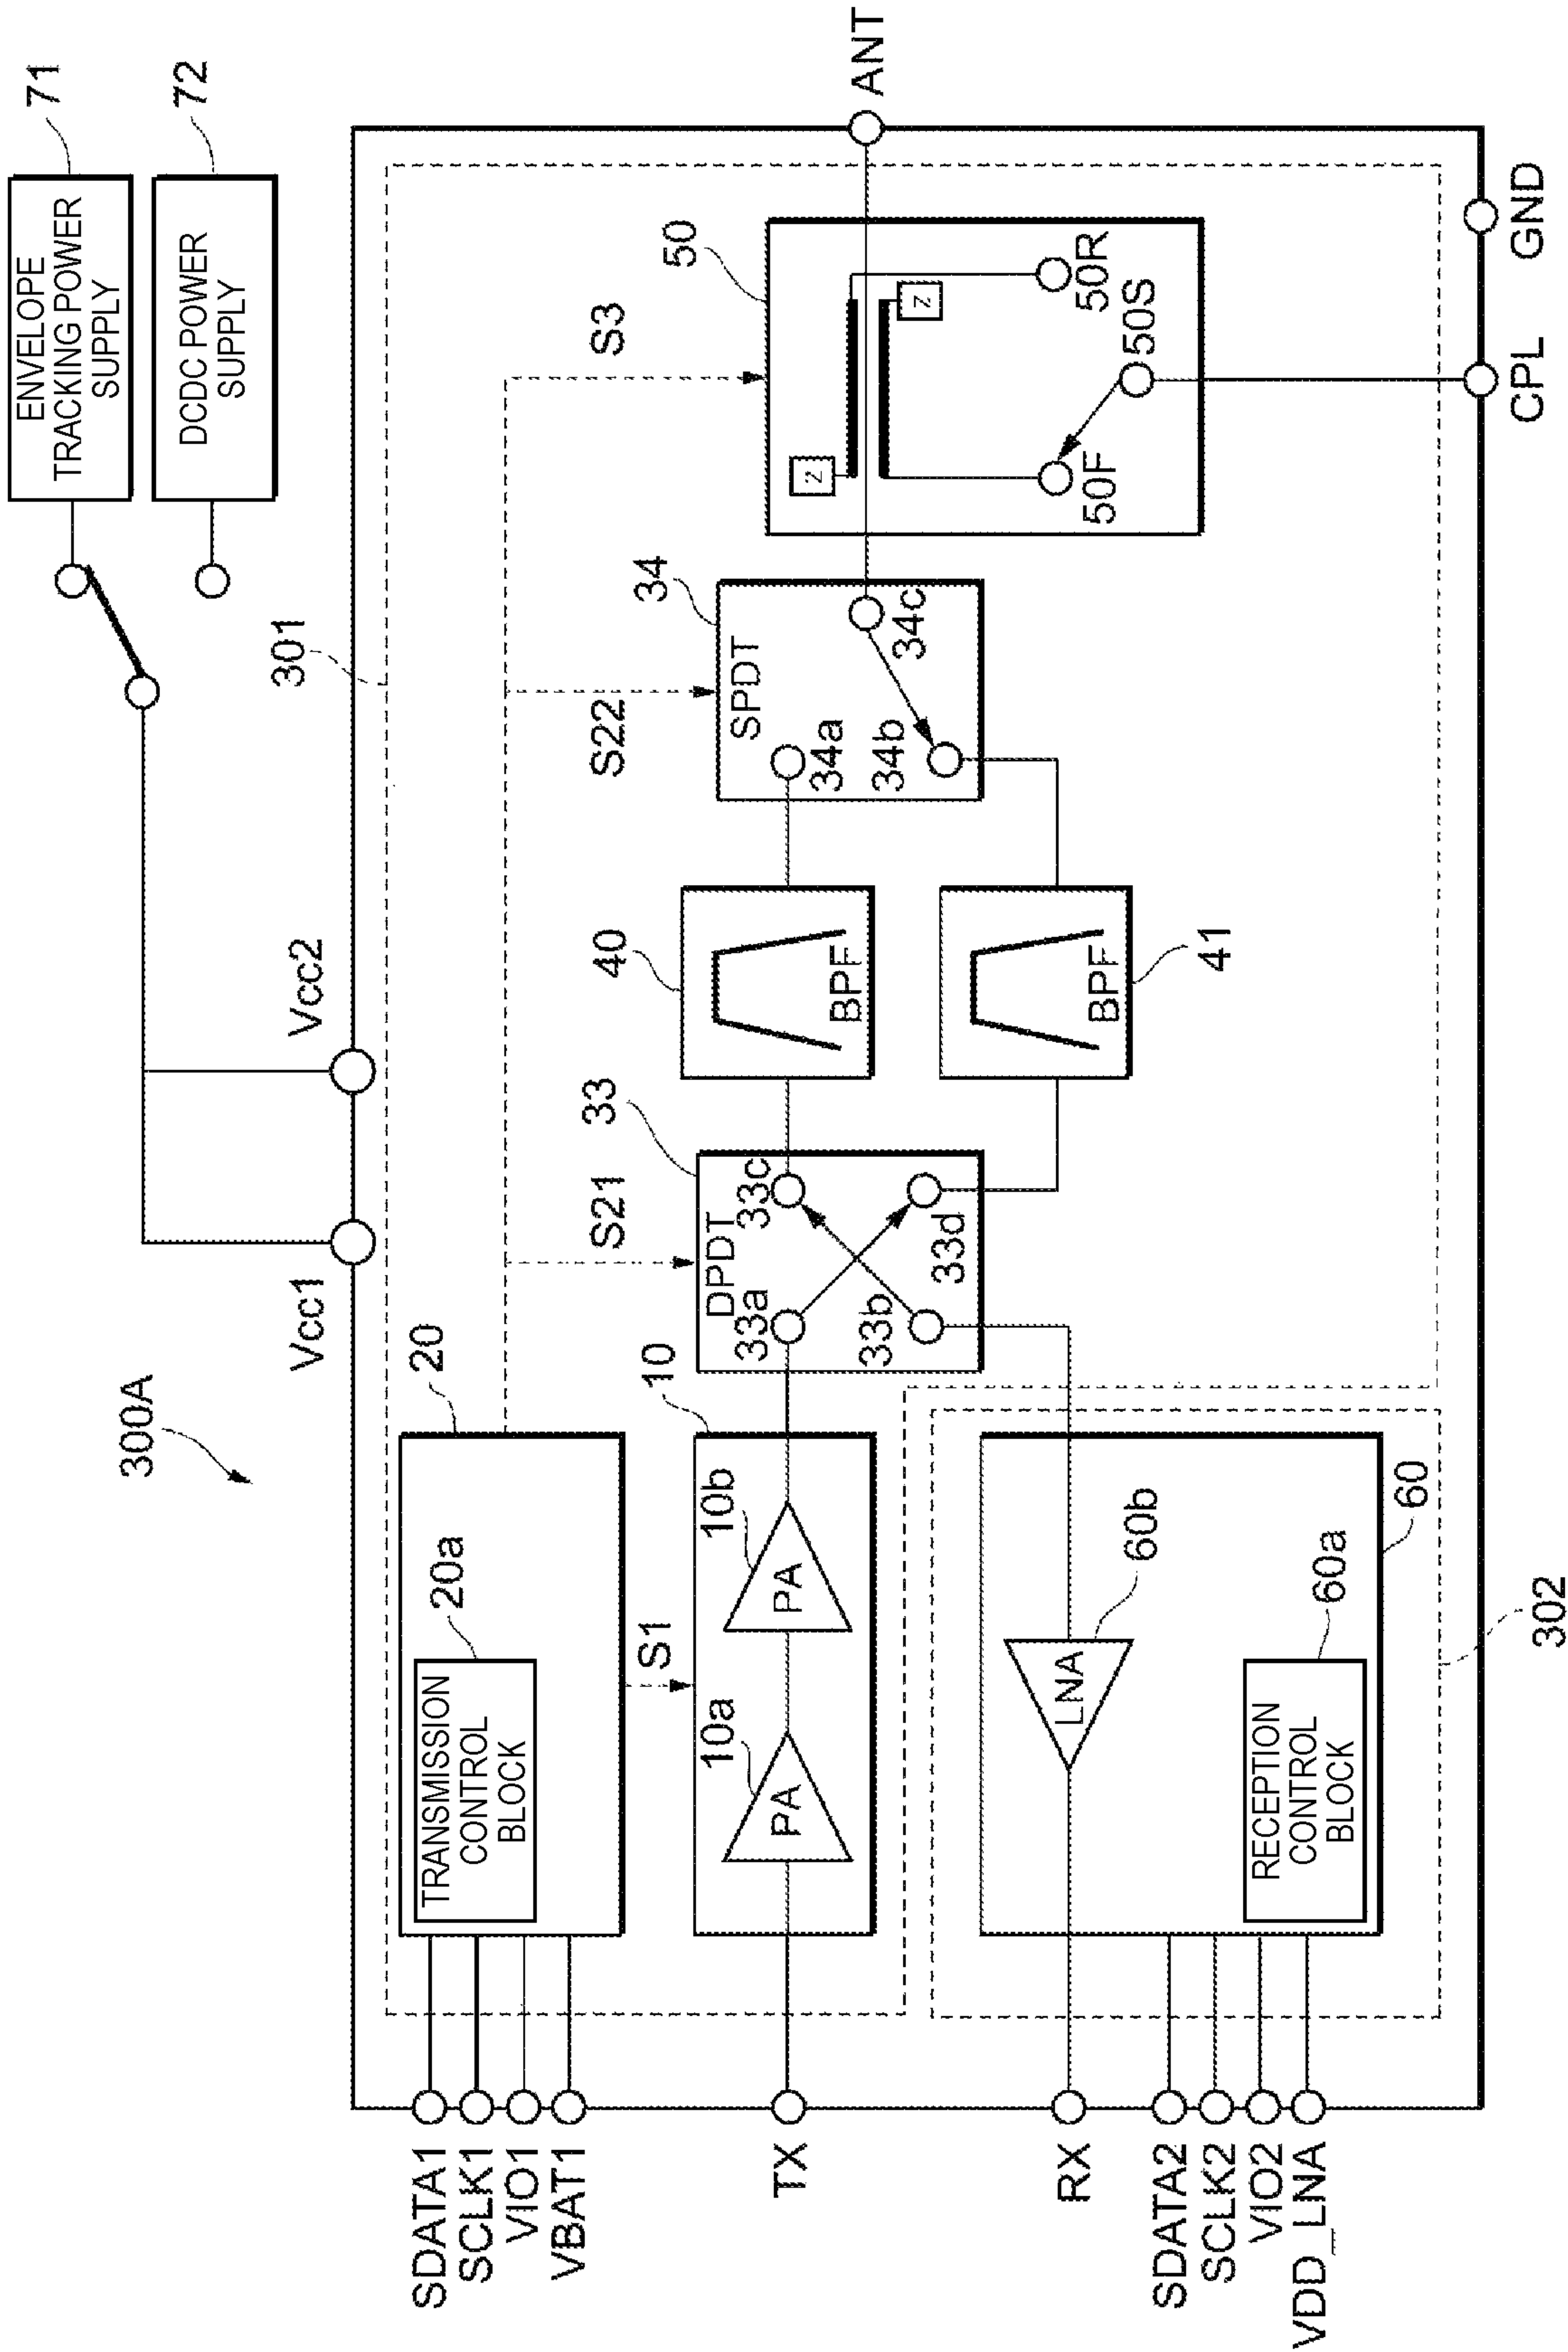 300A
ENVELOPE
TRACKING POWER
SUPPLY
71
DCDC POWER
SUPPLY
72
Vcc1
Vcc2
301
SDATA1
SCLK1
VIO1
VBAT1
TRANSMISSION
CONTROL
BLOCK
20a
20
S1
S21
S22
S3
TX
10a
PA
10b
PA
10
DPDT
33
33a
33b
33c
33d
40
BPF
BPF
41
SPDT
34
34a
34b
34c
50
Z
Z
50R
50S
50F
ANT
RX
LNA
60b
RECEPTION
CONTROL
BLOCK
60a
60
302
SDATA2
SCLK2
VIO2
VDD_LNA
CPL
GND